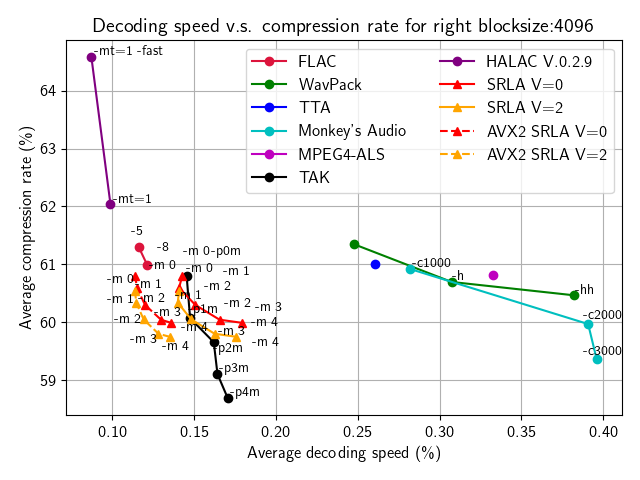 Decoding speed v.s. compression rate for right blocksize:4096
Average compression rate (%)
64
63
62
61
60
59
0.10 0.15 0.20 0.25 0.30 0.35 0.40
Average decoding speed (%)
FLAC
WavPack
TTA
Monkey's Audio
MPEG4-ALS
TAK
HALAC V.0.2.9
SRLA V=0
SRLA V=2
AVX2 SRLA V=0
AVX2 SRLA V=2
-mt=1 -fast
-mt=1
-5
-8
-m 0
-p0m
-m 0
-m 0
-m 0
-m 1
-m 1
-m 1
-m 1
-m 2
-m 2
-m 2
-m 2
-p1m
-m 3
-m 3
-m 3
-m 3
-m 4
-m 4
-m 4
-m 4
-p2m
-p3m
-p4m
-c1000
-h
-hh
-c2000
-c3000